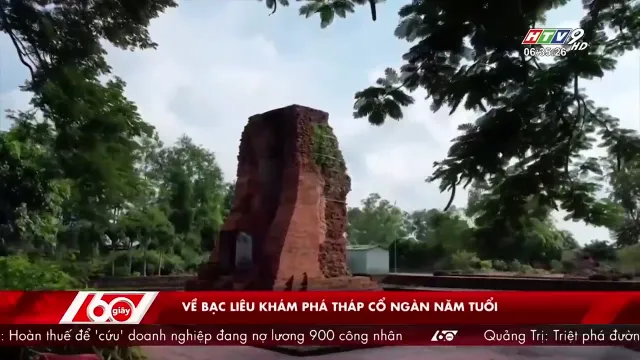 HTV9 HD
06:35:26
60 giây
VỀ BẠC LIÊU KHÁM PHÁ THÁP CỔ NGÀN NĂM TUỔI
: Hoàn thuế để 'cứu' doanh nghiệp đang nợ lương 900 công nhân 60 Quảng Trị: Triệt phá đườn